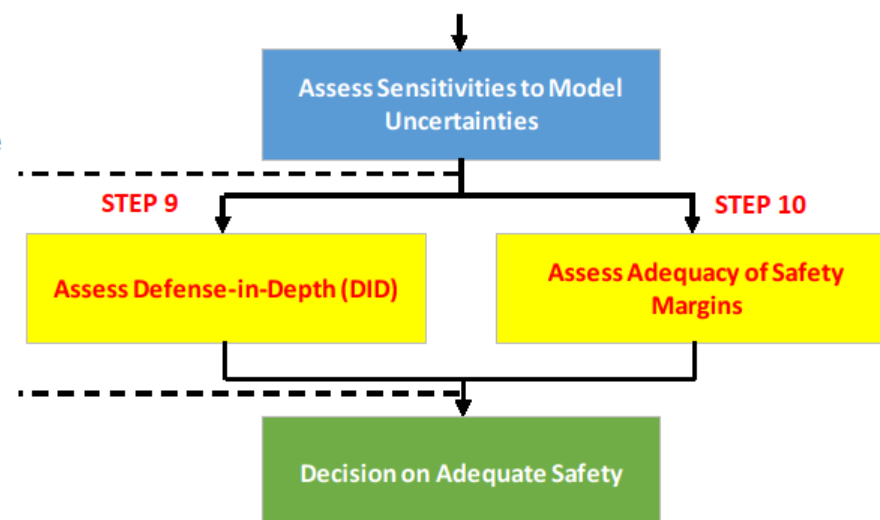 Assess Sensitivities to Model
Uncertainties
STEP 9
STEP 10
Assess Defense-in-Depth (DID)
Assess Adequacy of Safety
Margins
Decision on Adequate Safety